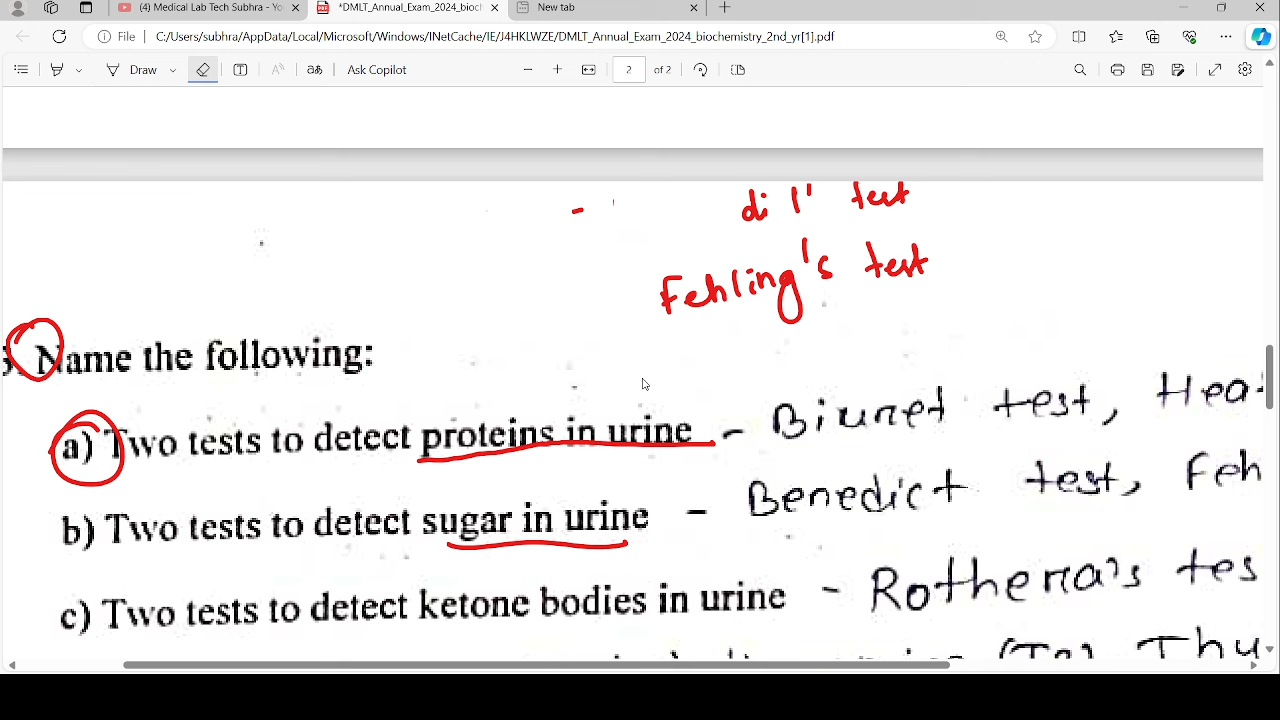 (4) Medical Lab Tech Subhra - Yo
*DMLT_Annual_Exam_2024_bioch
New tab
File
C:/Users/subhra/AppData/Local/Microsoft/Windows/INetCache/IE/J4HKLWZE/DMLT_Annual_Exam_2024_biochemistry_2nd_yr[1].pdf
Draw
Ask Copilot
2 of 2
test
Fehling's test
Name the following:
a) Two tests to detect proteins in urine - Biuret test, Hea
b) Two tests to detect sugar in urine - Benedict test, Feh
c) Two tests to detect ketone bodies in urine - Rothera's tes